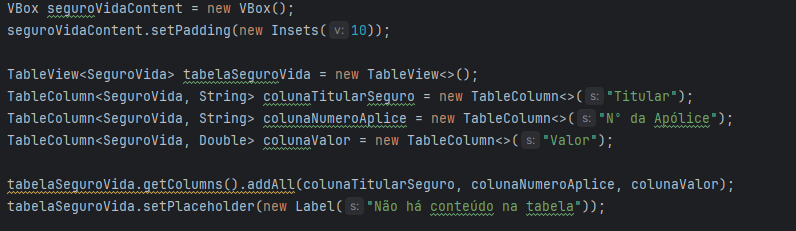 VBox seguroVidaContent = new VBox();
seguroVidaContent.setPadding(new Insets( v: 10));
TableView<SeguroVida> tabelaSeguroVida = new TableView<>();
TableColumn<SeguroVida, String> colunaTitularSeguro = new TableColumn<>( s: "Titular");
TableColumn<SeguroVida, String> colunaNumeroAplice = new TableColumn<>( s: "N° da Apólice");
TableColumn<SeguroVida, Double> colunaValor = new TableColumn<>( s: "Valor");
tabelaSeguroVida.getColumns().addAll(colunaTitularSeguro, colunaNumeroAplice, colunaValor);
tabelaSeguroVida.setPlaceholder(new Label( s: "Não há conteúdo na tabela"));